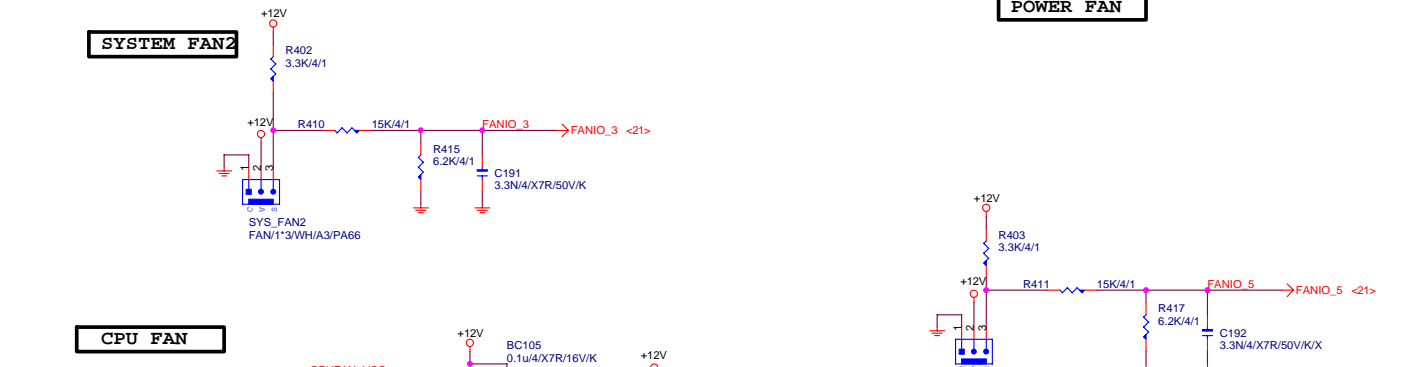 POWER FAN
+12V
SYSTEM FAN2
R402
3.3K/4/1
+12V
R410
15K/4/1
FANIO_3
FANIO_3 <21>
R415
6.2K/4/1
C191
3.3N/4/X7R/50V/K
1
2
3
C
V
S
SYS_FAN2
FAN/1*3/WH/A3/PA66
+12V
R403
3.3K/4/1
+12V
R411
15K/4/1
FANIO_5
FANIO_5 <21>
R417
6.2K/4/1
C192
3.3N/4/X7R/50V/K/X
1
2
3
CPU FAN
+12V
BC105
0.1u/4/X7R/16V/K
+12V